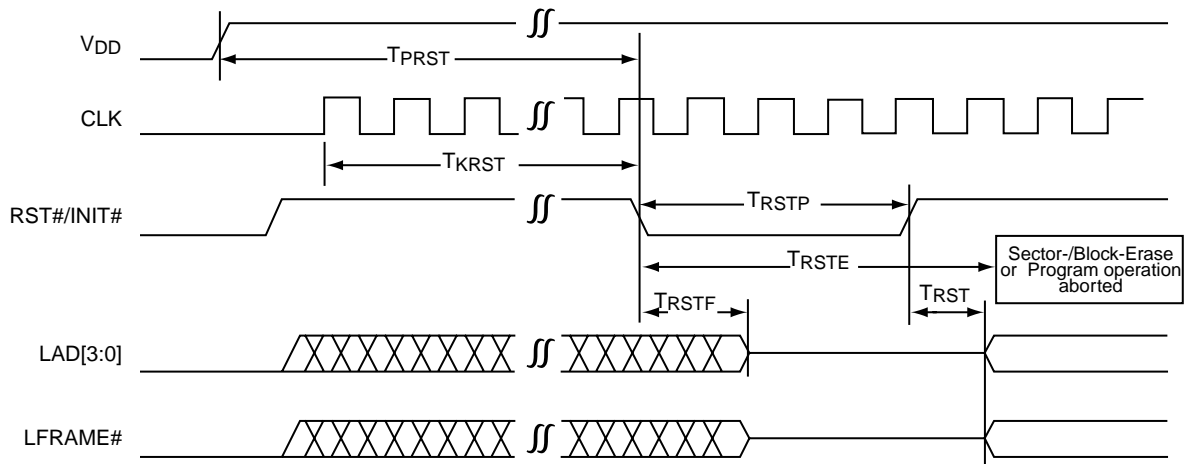 VDD
TPRST
CLK
TKRST
RST#/INIT#
TRSTP
TRSTE
Sector-/Block-Erase
or Program operation
aborted
TRSTF
TRST
LAD[3:0]
LFRAME#